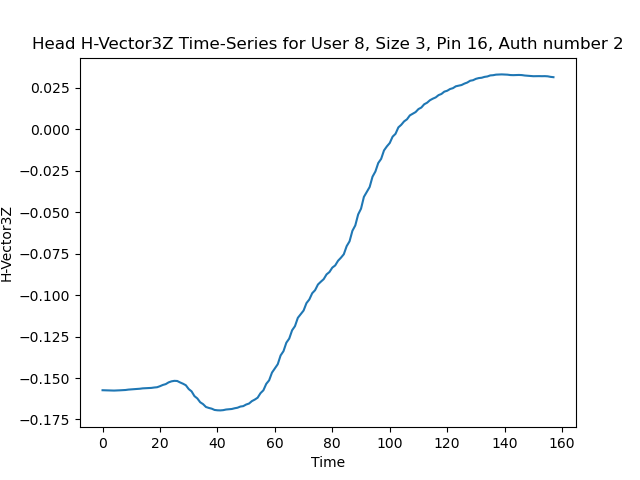 Head H-Vector3Z Time-Series for User 8, Size 3, Pin 16, Auth number 2
H-Vector3Z
0.025
0.000
−0.025
−0.050
−0.075
−0.100
−0.125
−0.150
−0.175
0 20 40 60 80 100 120 140 160
Time